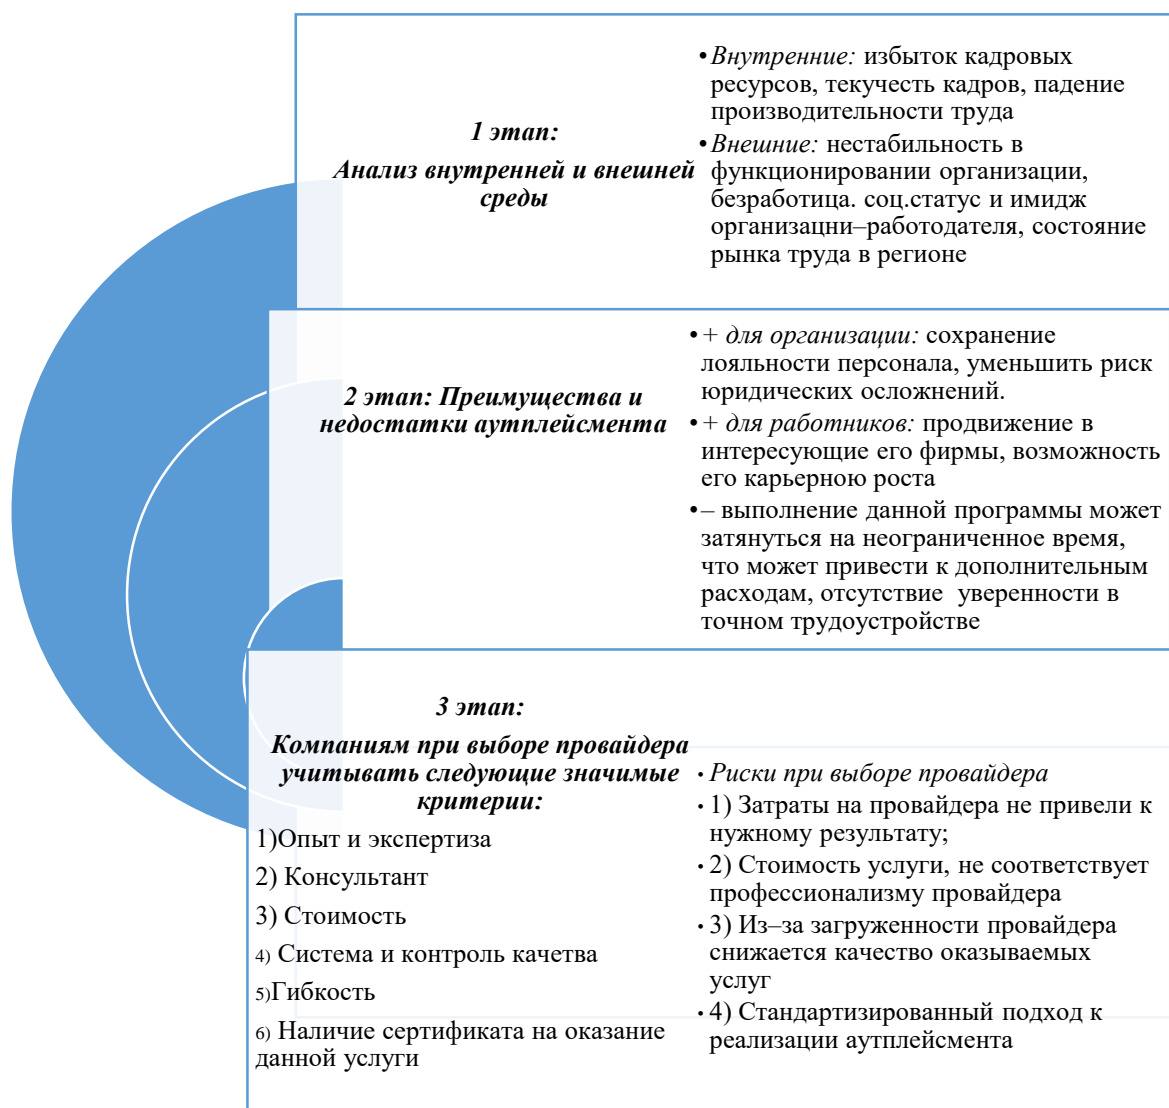 1 этап:
Анализ внутренней и внешней
среды
•Внутренние: избыток кадровых
ресурсов, текучесть кадров, падение
производительности труда
•Внешние: нестабильность в
функционировании организации,
безработица. соц.статус и имидж
организацни–работодателя, состояние
рынка труда в регионе
2 этап: Преимущества и
недостатки аутплейсмента
•+ для организации: сохранение
лояльности персонала, уменьшить риск
юридических осложнений.
•+ для работников: продвижение в
интересующие его фирмы, возможность
его карьерною роста
•– выполнение данной программы может
затянуться на неограниченное время,
что может привести к дополнительным
расходам, отсутствие  уверенности в
точном трудоустройстве
3 этап:
Компаниям при выборе провайдера
учитывать следующие значимые
критерии:
1)Опыт и экспертиза
2) Консультант
3) Стоимость
4) Система и контроль качетва
5)Гибкость
6) Наличие сертификата на оказание
данной услуги
• Риски при выборе провайдера
• 1) Затраты на провайдера не привели к
нужному результату;
• 2) Стоимость услуги, не соответствует
профессионализму провайдера
• 3) Из–за загруженности провайдера
снижается качество оказываемых
услуг
• 4) Стандартизированный подход к
реализации аутплейсмента